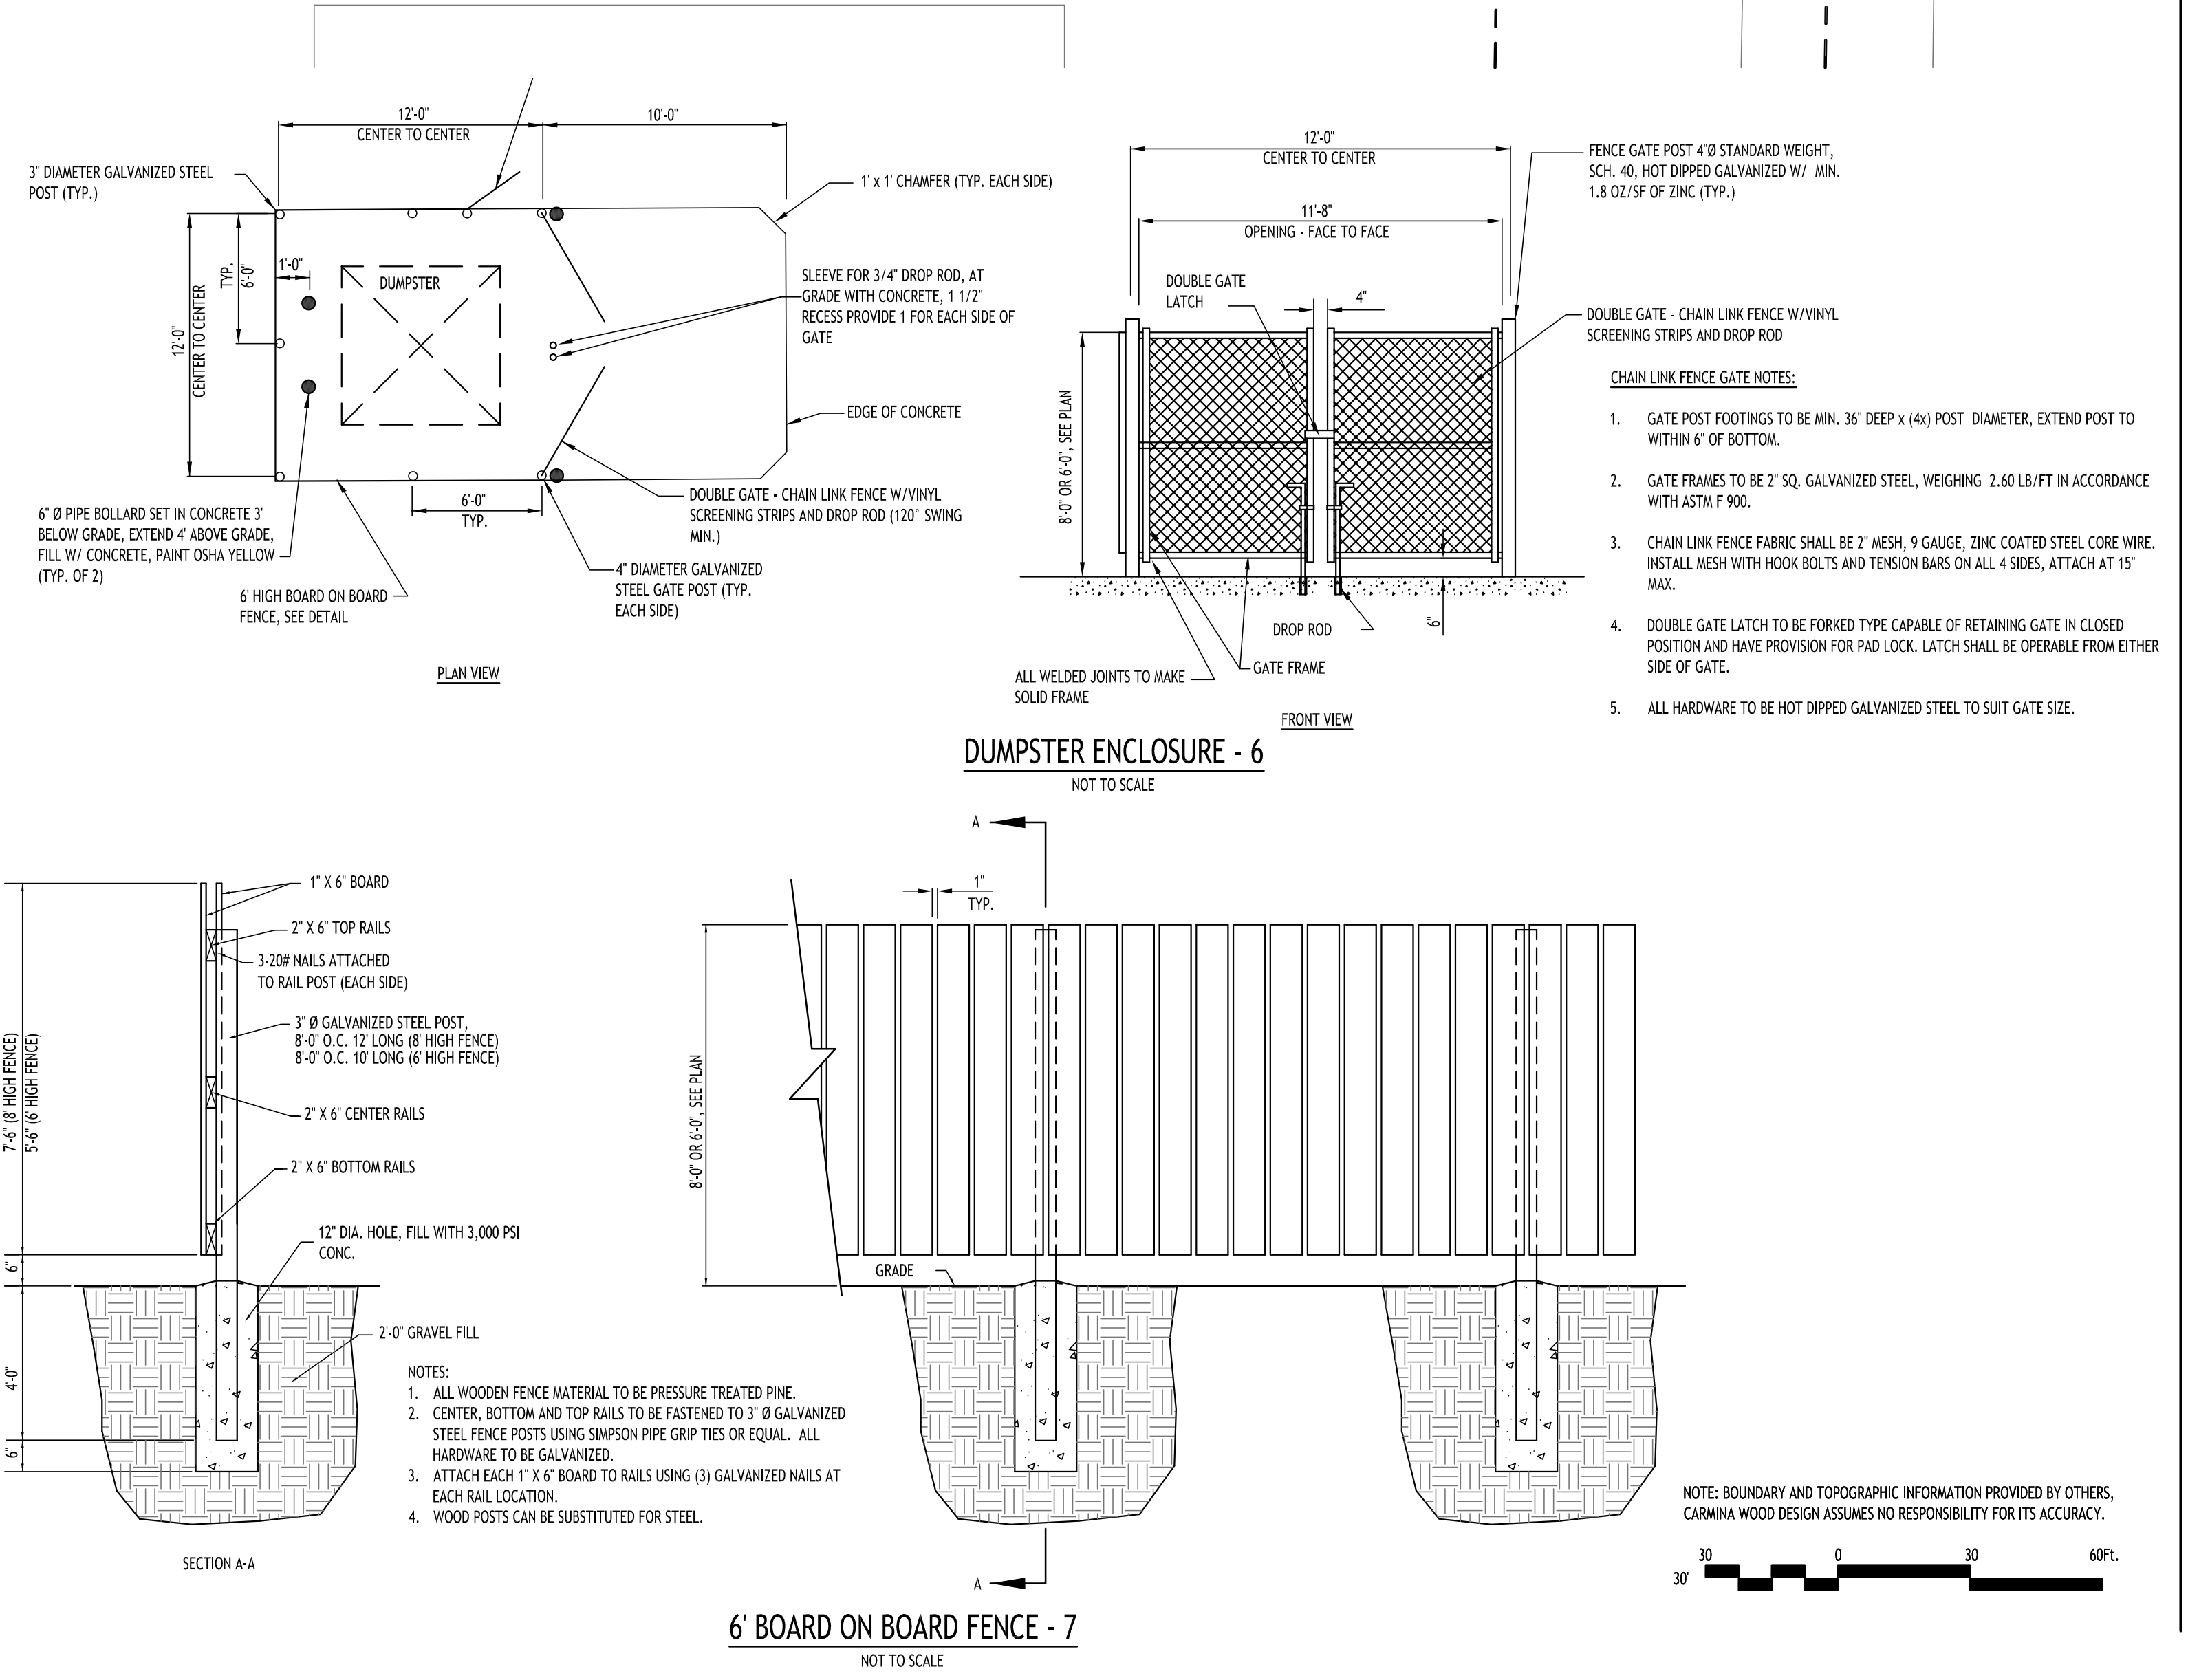 12'-0"
CENTER TO CENTER
10'-0"
3" DIAMETER GALVANIZED STEEL
POST (TYP.)
1' x 1' CHAMFER (TYP. EACH SIDE)
TYP.
6'-0"
1'-0"
12'-0"
CENTER TO CENTER
DUMPSTER
SLEEVE FOR 3/4" DROP ROD, AT
GRADE WITH CONCRETE, 1 1/2"
RECESS PROVIDE 1 FOR EACH SIDE OF
GATE
EDGE OF CONCRETE
6'-0"
TYP.
DOUBLE GATE - CHAIN LINK FENCE W/VINYL
SCREENING STRIPS AND DROP ROD (120° SWING
MIN.)
6" Ø PIPE BOLLARD SET IN CONCRETE 3'
BELOW GRADE, EXTEND 4' ABOVE GRADE,
FILL W/ CONCRETE, PAINT OSHA YELLOW
(TYP. OF 2)
6' HIGH BOARD ON BOARD
FENCE, SEE DETAIL
4" DIAMETER GALVANIZED
STEEL GATE POST (TYP.
EACH SIDE)
PLAN VIEW
12'-0"
CENTER TO CENTER
11'-8"
OPENING - FACE TO FACE
FENCE GATE POST 4"Ø STANDARD WEIGHT,
SCH. 40, HOT DIPPED GALVANIZED W/ MIN.
1.8 OZ/SF OF ZINC (TYP.)
DOUBLE GATE
LATCH
4"
DOUBLE GATE - CHAIN LINK FENCE W/VINYL
SCREENING STRIPS AND DROP ROD
8'-0" OR 6'-0", SEE PLAN
6"
DROP ROD
GATE FRAME
ALL WELDED JOINTS TO MAKE
SOLID FRAME
FRONT VIEW
CHAIN LINK FENCE GATE NOTES:
1. GATE POST FOOTINGS TO BE MIN. 36" DEEP x (4x) POST DIAMETER, EXTEND POST TO
WITHIN 6" OF BOTTOM.
2. GATE FRAMES TO BE 2" SQ. GALVANIZED STEEL, WEIGHING 2.60 LB/FT IN ACCORDANCE
WITH ASTM F 900.
3. CHAIN LINK FENCE FABRIC SHALL BE 2" MESH, 9 GAUGE, ZINC COATED STEEL CORE WIRE.
INSTALL MESH WITH HOOK BOLTS AND TENSION BARS ON ALL 4 SIDES, ATTACH AT 15"
MAX.
4. DOUBLE GATE LATCH TO BE FORKED TYPE CAPABLE OF RETAINING GATE IN CLOSED
POSITION AND HAVE PROVISION FOR PAD LOCK. LATCH SHALL BE OPERABLE FROM EITHER
SIDE OF GATE.
5. ALL HARDWARE TO BE HOT DIPPED GALVANIZED STEEL TO SUIT GATE SIZE.
DUMPSTER ENCLOSURE - 6
NOT TO SCALE
1" X 6" BOARD
2" X 6" TOP RAILS
3-20# NAILS ATTACHED
TO RAIL POST (EACH SIDE)
3" Ø GALVANIZED STEEL POST,
8'-0" O.C. 12' LONG (8' HIGH FENCE)
8'-0" O.C. 10' LONG (6' HIGH FENCE)
7'-6" (8' HIGH FENCE)
5'-6" (6' HIGH FENCE)
2" X 6" CENTER RAILS
2" X 6" BOTTOM RAILS
12" DIA. HOLE, FILL WITH 3,000 PSI
CONC.
6"
4'-0"
6"
2'-0" GRAVEL FILL
NOTES:
1. ALL WOODEN FENCE MATERIAL TO BE PRESSURE TREATED PINE.
2. CENTER, BOTTOM AND TOP RAILS TO BE FASTENED TO 3" Ø GALVANIZED
STEEL FENCE POSTS USING SIMPSON PIPE GRIP TIES OR EQUAL. ALL
HARDWARE TO BE GALVANIZED.
3. ATTACH EACH 1" X 6" BOARD TO RAILS USING (3) GALVANIZED NAILS AT
EACH RAIL LOCATION.
4. WOOD POSTS CAN BE SUBSTITUTED FOR STEEL.
SECTION A-A
A
1"
TYP.
8'-0" OR 6'-0", SEE PLAN
GRADE
A
6' BOARD ON BOARD FENCE - 7
NOT TO SCALE
NOTE: BOUNDARY AND TOPOGRAPHIC INFORMATION PROVIDED BY OTHERS,
CARMINA WOOD DESIGN ASSUMES NO RESPONSIBILITY FOR ITS ACCURACY.
30 0 30 60Ft.
30'